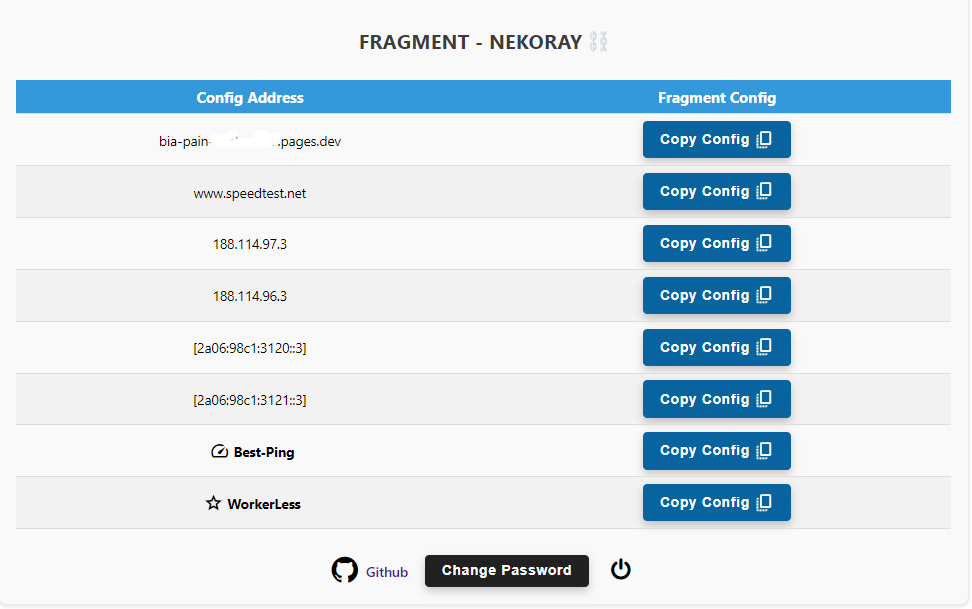 FRAGMENT - NEKORAY
Config Address Fragment Config
bia-pain- .pages.dev Copy Config
www.speedtest.net Copy Config
188.114.97.3 Copy Config
188.114.96.3 Copy Config
[2a06:98c1:3120::3] Copy Config
[2a06:98c1:3121::3] Copy Config
Best-Ping Copy Config
WorkerLess Copy Config
Github Change Password